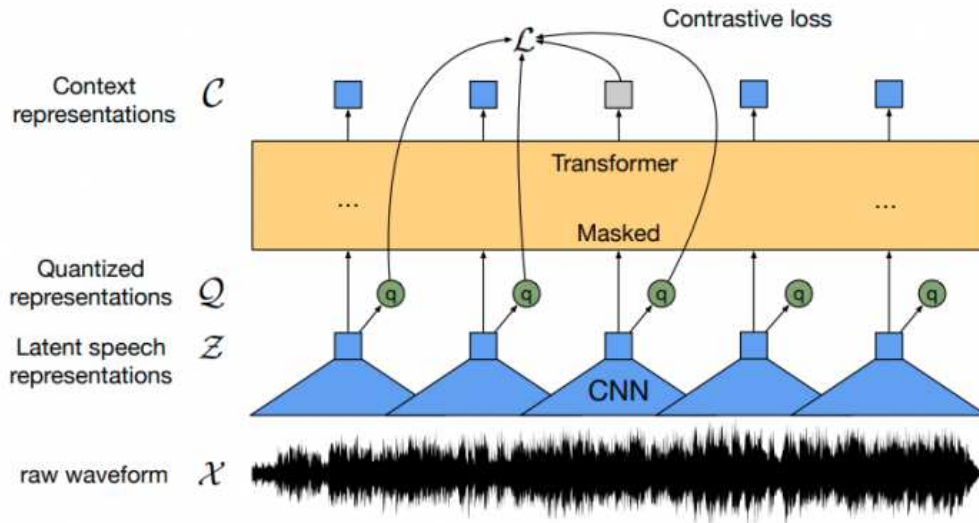 Contrastive loss
ℒ
Context
representations
𝒞
Transformer
...
...
Masked
Quantized
representations
𝒬
q
q
q
q
q
Latent speech
representations
𝒵
CNN
raw waveform
𝒳